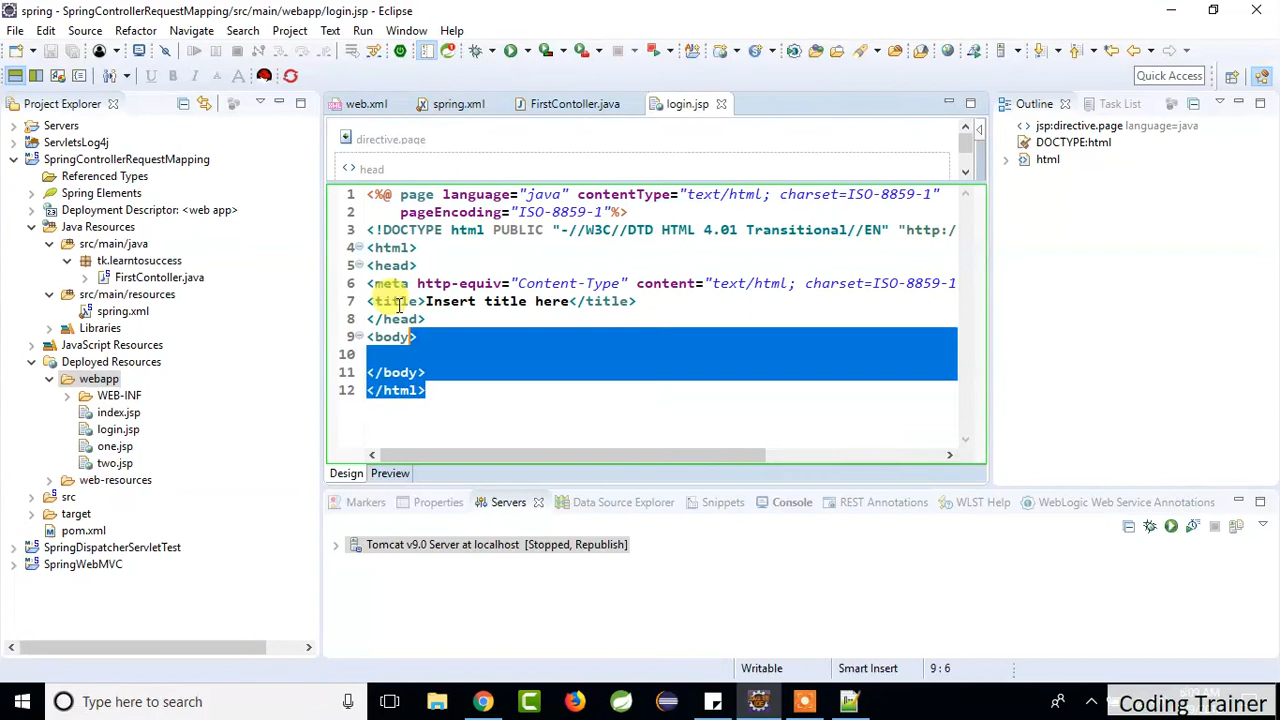 spring - SpringControllerRequestMapping/src/main/webapp/login.jsp - Eclipse
File Edit Source Refactor Navigate Search Project Text Run Window Help
Quick Access
Project Explorer
Servers
ServletsLog4j
SpringControllerRequestMapping
Referenced Types
Spring Elements
Deployment Descriptor: <web app>
Java Resources
src/main/java
tk.learntosuccess
FirstContoller.java
src/main/resources
spring.xml
Libraries
JavaScript Resources
Deployed Resources
webapp
WEB-INF
index.jsp
login.jsp
one.jsp
two.jsp
web-resources
src
target
pom.xml
SpringDispatcherServletTest
SpringWebMVC
web.xml spring.xml FirstContoller.java login.jsp
directive.page
head
1 <%@ page language="java" contentType="text/html; charset=ISO-8859-1"
2 pageEncoding="ISO-8859-1"%>
3 <!DOCTYPE html PUBLIC "-//W3C//DTD HTML 4.01 Transitional//EN" "http:/
4 <html>
5 <head>
6 <meta http-equiv="Content-Type" content="text/html; charset=ISO-8859-1
7 <title>Insert title here</title>
8 </head>
9 <body>
10
11 </body>
12 </html>
Design Preview
Outline Task List
jsp:directive.page language=java
DOCTYPE:html
html
Markers Properties Servers Data Source Explorer Snippets Console REST Annotations WLST Help WebLogic Web Service Annotations
Tomcat v9.0 Server at localhost [Stopped, Republish]
Writable Smart Insert 9 : 6
Type here to search
Coding Trainer